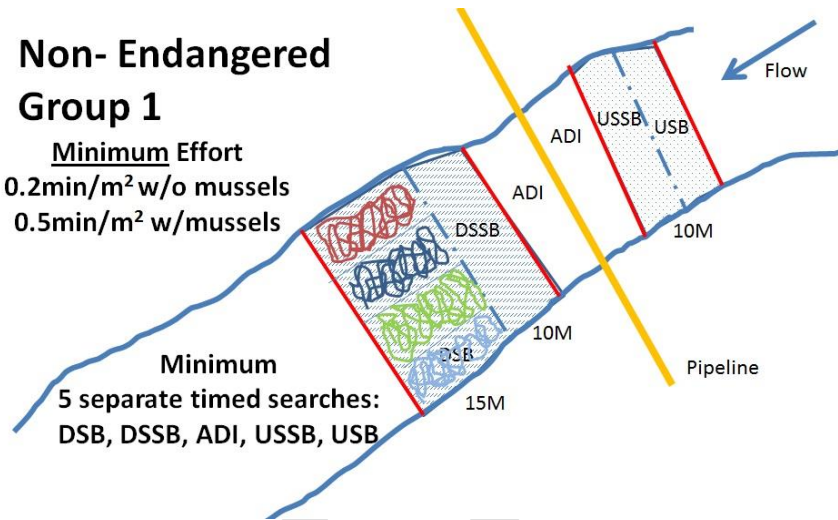 Non- Endangered
Group 1
Minimum Effort
0.2min/m² w/o mussels
0.5min/m² w/mussels
Flow
USSB
USB
ADI
ADI
DSSB
10M
10M
DSB
15M
Pipeline
Minimum
5 separate timed searches:
DSB, DSSB, ADI, USSB, USB